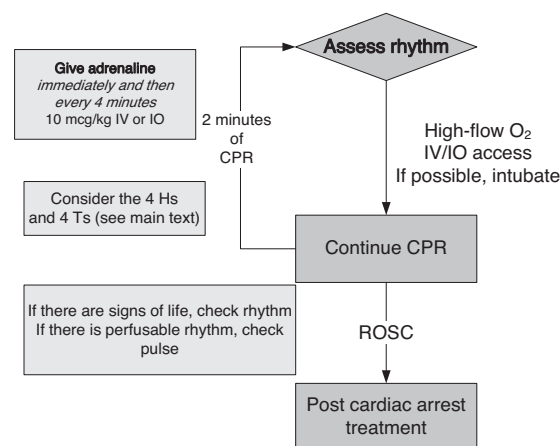 Assess rhythm
Give adrenaline
immediately and then
every 4 minutes
10 mcg/kg IV or IO
2 minutes
of
CPR
High-flow O₂
IV/IO access
If possible, intubate
Consider the 4 Hs
and 4 Ts (see main text)
Continue CPR
If there are signs of life, check rhythm
If there is perfusable rhythm, check
pulse
ROSC
Post cardiac arrest
treatment